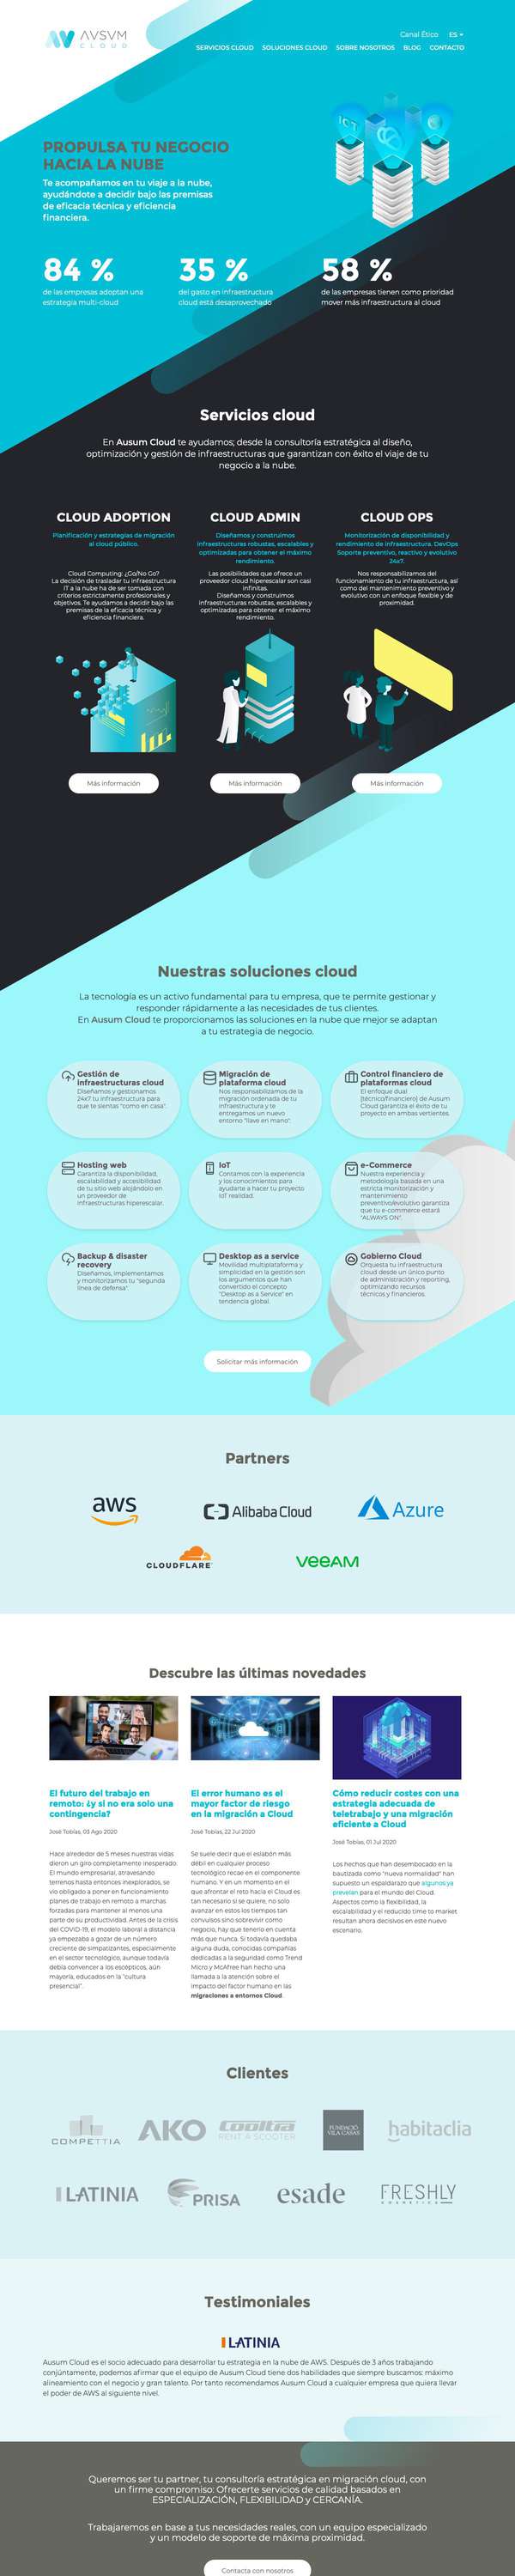 AVSVM
CLOUD
Canal Ético ES
SERVICIOS CLOUD SOLUCIONES CLOUD SOBRE NOSOTROS BLOG CONTACTO
PROPULSA TU NEGOCIO
HACIA LA NUBE
Te acompañamos en tu viaje a la nube,
ayudándote a decidir bajo las premisas
de eficacia técnica y eficiencia
financiera.
IOT
84 %
de las empresas adoptan una
estrategia multi-cloud
35 %
del gasto en infraestructura
cloud está desaprovechado
58 %
de las empresas tienen como prioridad
mover más infraestructura al cloud
Servicios cloud
En Ausum Cloud te ayudamos; desde la consultoría estratégica al diseño,
optimización y gestión de infraestructuras que garantizan con éxito el viaje de tu
negocio a la nube.
CLOUD ADOPTION
Planificación y estrategias de migración
al cloud público.
Cloud Computing: ¿Go/No Go?
La decisión de trasladar tu infraestructura
IT a la nube ha de ser tomada con
criterios estrictamente profesionales y
objetivos. Te ayudamos a decidir bajo las
premisas de la eficacia técnica y
eficiencia financiera.
Más información
CLOUD ADMIN
Diseñamos y construimos
infraestructuras robustas, escalables y
optimizadas para obtener el máximo
rendimiento.
Las posibilidades que ofrece un
proveedor cloud hiperescalar son casi
infinitas.
Diseñamos y construimos
infraestructuras robustas, escalables y
optimizadas para obtener el máximo
rendimiento.
Más información
CLOUD OPS
Monitorización de disponibilidad y
rendimiento de infraestructura. DevOps
Soporte preventivo, reactivo y evolutivo
24x7.
Nos responsabilizamos del
funcionamiento de tu infraestructura, así
como del mantenimiento preventivo y
evolutivo con un enfoque flexible y de
proximidad.
Más información
Nuestras soluciones cloud
La tecnología es un activo fundamental para tu empresa, que te permite gestionar y
responder rápidamente a las necesidades de tus clientes.
En Ausum Cloud te proporcionamos las soluciones en la nube que mejor se adaptan
a tu estrategia de negocio.
Gestión de
infraestructuras cloud
Diseñamos y gestionamos
24x7 tu infraestructura para
que te sientas "como en casa".
Migración de
plataforma cloud
Nos responsabilizamos de la
migración ordenada de tu
infraestructura y te
entregamos un nuevo
entorno "llave en mano".
Control financiero de
plataformas cloud
El enfoque dual
(técnico/financiero) de Ausum
Cloud garantiza el éxito de tu
proyecto en ambas vertientes.
Hosting web
Garantiza la disponibilidad,
escalabilidad y accesibilidad
de tu sitio web alojándolo en
un proveedor de
infraestructuras hiperescalar.
IoT
Contamos con la experiencia
y los conocimientos para
ayudarte a hacer tu proyecto
IoT realidad.
e-Commerce
Nuestra experiencia y
metodología basada en una
estricta monitorización y
mantenimiento
preventivo/evolutivo garantiza
que tu e-commerce estará
"ALWAYS ON".
Backup & disaster
recovery
Diseñamos, implementamos
y monitorizamos tu "segunda
línea de defensa".
Desktop as a service
Movilidad multiplataforma y
simplicidad en la gestión son
los argumentos que han
convertido el concepto
"Desktop as a Service" en
tendencia global.
Gobierno Cloud
Orquesta tu infraestructura
cloud desde un único punto
de administración y reporting,
optimizando recursos
técnicos y financieros.
Solicitar más información
Partners
aws
Alibaba Cloud
Azure
CLOUDFLARE
veeAM
Descubre las últimas novedades
El futuro del trabajo en
remoto: ¿y si no era solo una
contingencia?
José Tobías, 03 Ago 2020
Hace alrededor de 5 meses nuestras vidas
dieron un giro completamente inesperado.
El mundo empresarial, atravesando
terrenos hasta entonces inexplorados, se
vio obligado a poner en funcionamiento
planes de trabajo en remoto a marchas
forzadas para mantener al menos una
parte de su productividad. Antes de la crisis
del COVID-19, el modelo laboral a distancia
ya empezaba a gozar de un número
creciente de simpatizantes, especialmente
en el sector tecnológico, aunque todavía
debía convencer a los escépticos, aún
mayoría, educados en la "cultura
presencial".
El error humano es el
mayor factor de riesgo
en la migración a Cloud
José Tobías, 22 Jul 2020
Se suele decir que el eslabón más
débil en cualquier proceso
tecnológico recae en el componente
humano. Y en un momento en el
que afrontar el reto hacia el Cloud es
tan necesario si se quiere, no solo
avanzar en estos los tiempos tan
convulsos sino sobrevivir como
negocio, hay que tenerlo en cuenta
más que nunca. Si todavía quedaba
alguna duda, conocidas compañías
dedicadas a la seguridad como Trend
Micro y McAfree han hecho una
llamada a la atención sobre el
impacto del factor humano en las
migraciones a entornos Cloud.
Cómo reducir costes con una
estrategia adecuada de
teletrabajo y una migración
eficiente a Cloud
José Tobías, 01 Jul 2020
Los hechos que han desembocado en la
bautizada como "nueva normalidad" han
supuesto un espaldarazo que algunos ya
preveían para el mundo del Cloud.
Aspectos como la flexibilidad, la
escalabilidad y el reducido time to market
resultan ahora decisivos en este nuevo
escenario.
Clientes
COMPETTIA
AKO
cooltra
RENT A SCOOTER
FUNDACIÓ
VILA CASAS
habitaclia
LATINIA
PRISA
esade
FRESHLY
COSMETICS
Testimoniales
LATINIA
Ausum Cloud es el socio adecuado para desarrollar tu estrategia en la nube de AWS. Después de 3 años trabajando
conjúntamente, podemos afirmar que el equipo de Ausum Cloud tiene dos habilidades que siempre buscamos: máximo
alineamiento con el negocio y gran talento. Por tanto recomendamos Ausum Cloud a cualquier empresa que quiera llevar
el poder de AWS al siguiente nivel.
Queremos ser tu partner, tu consultoría estratégica en migración cloud, con
un firme compromiso: Ofrecerte servicios de calidad basados en
ESPECIALIZACIÓN, FLEXIBILIDAD y CERCANÍA.
Trabajaremos en base a tus necesidades reales, con un equipo especializado
y un modelo de soporte de máxima proximidad.
Contacta con nosotros